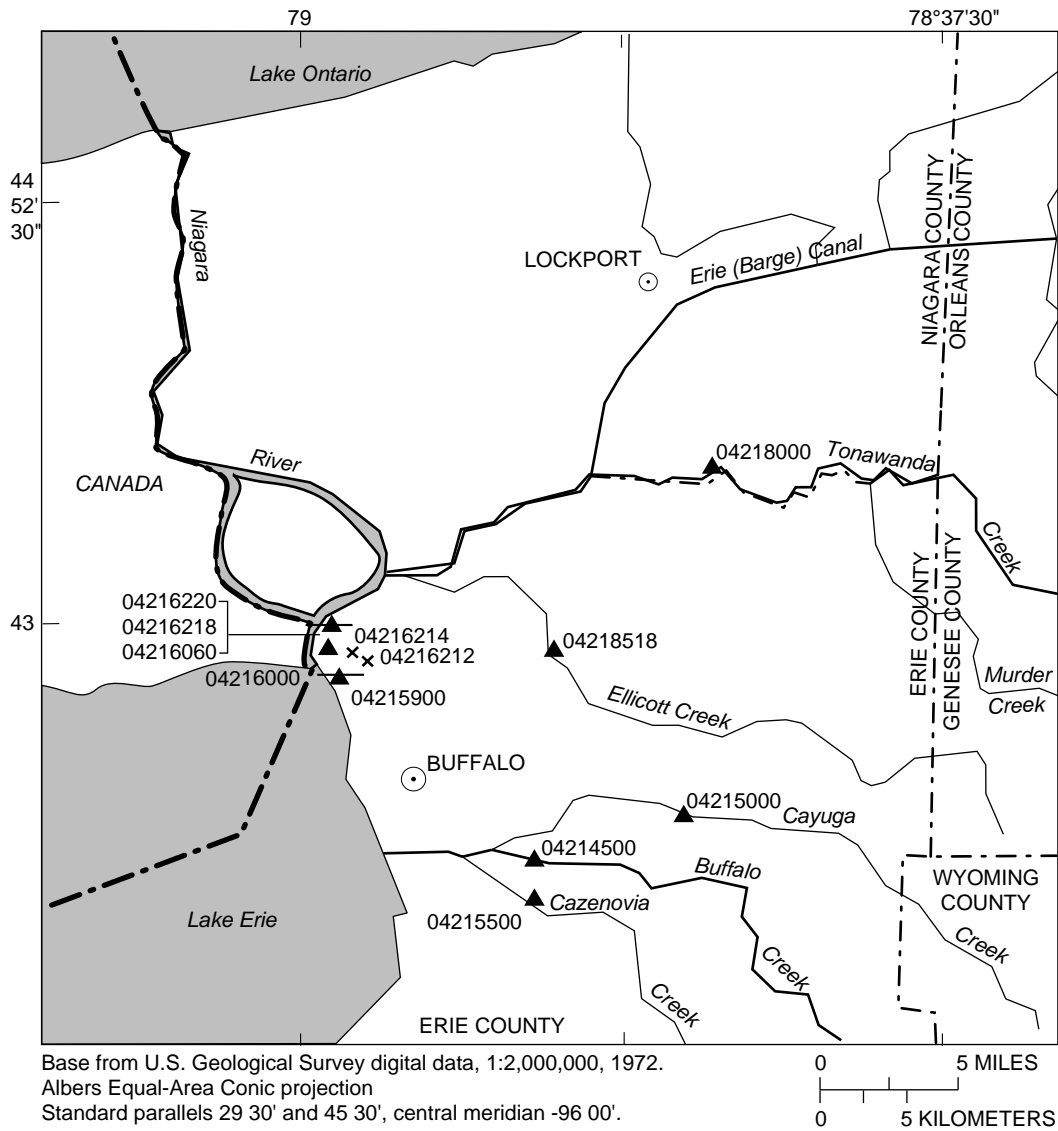 79
78°37'30"
Lake Ontario
44
52'
30"
Niagara
NIAGARA COUNTY
ORLEANS COUNTY
LOCKPORT
Erie (Barge) Canal
River
CANADA
04218000
Tonawanda
Creek
04216220
04216218
04216060
43
04216214
04216212
04216000
04215900
04218518
ERIE COUNTY
GENESEE COUNTY
Murder
Creek
Ellicott Creek
BUFFALO
04215000
Cayuga
04214500
Buffalo
WYOMING
COUNTY
Lake Erie
04215500
Cazenovia
Creek
Creek
Creek
ERIE COUNTY
Base from U.S. Geological Survey digital data, 1:2,000,000, 1972.
Albers Equal-Area Conic projection
Standard parallels 29 30' and 45 30', central meridian -96 00'.
0 5 MILES
0 5 KILOMETERS